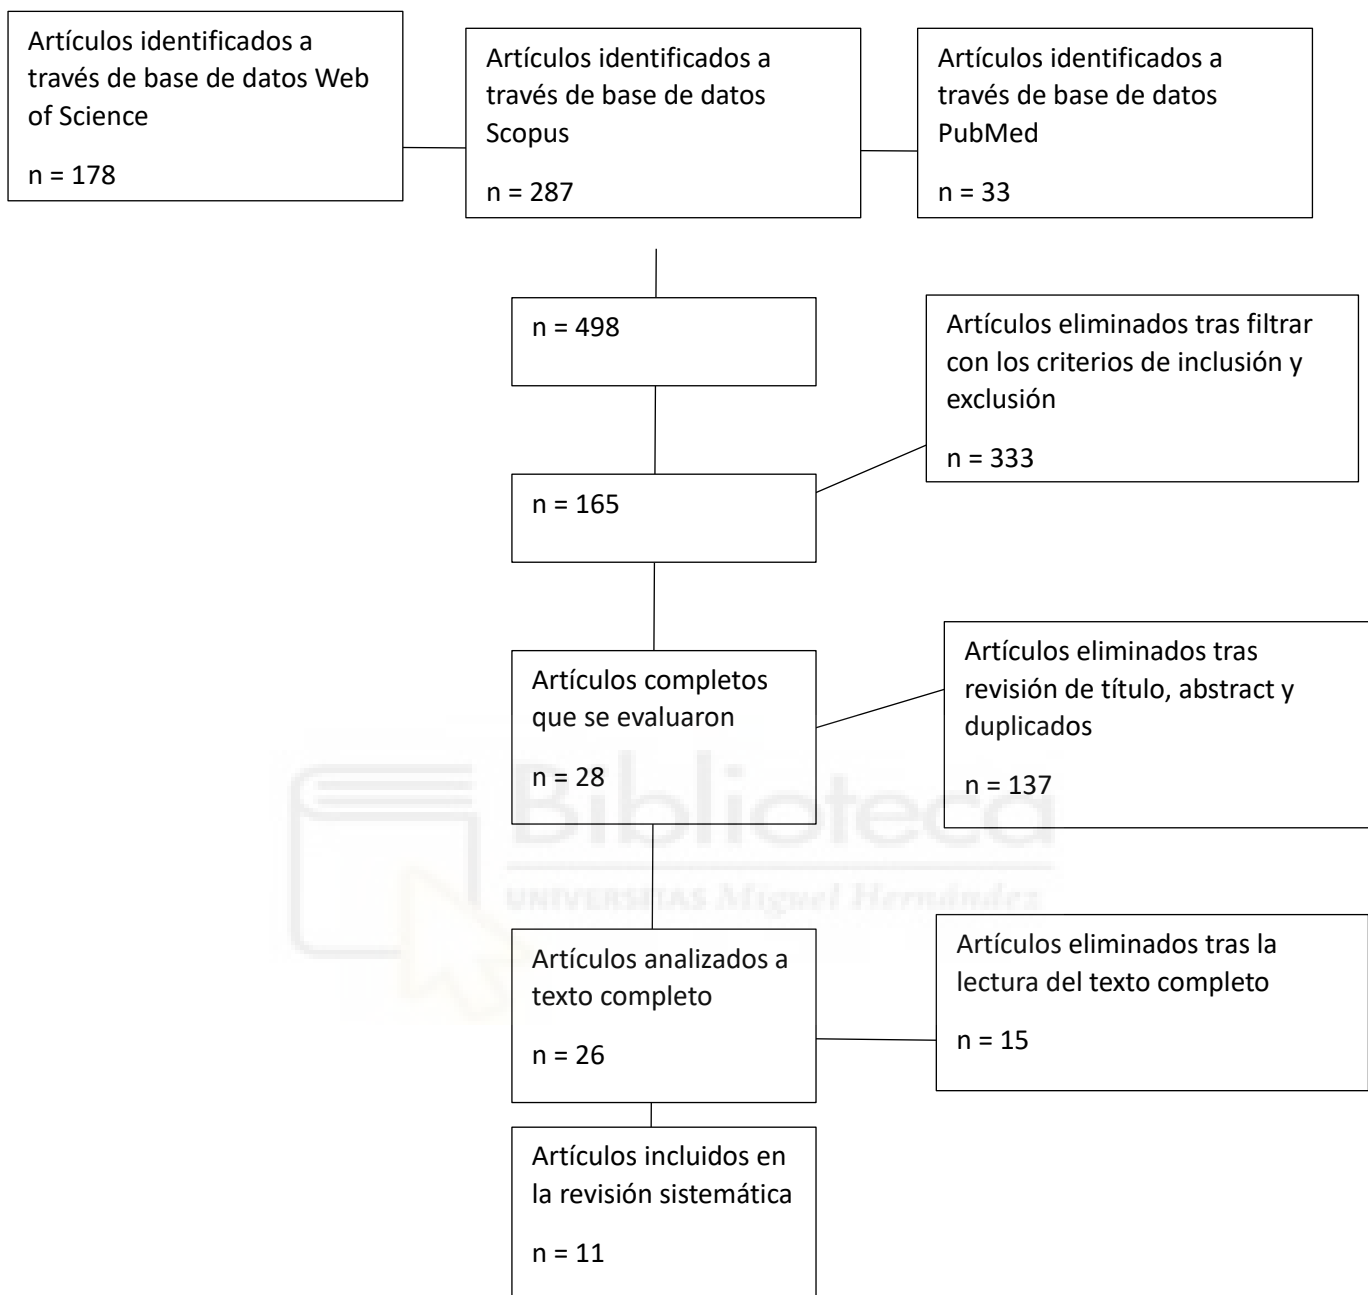 Artículos identificados a
través de base de datos Web
of Science
n = 178
Artículos identificados a
través de base de datos
Scopus
n = 287
Artículos identificados a
través de base de datos
PubMed
n = 33
n = 498
Artículos eliminados tras filtrar
con los criterios de inclusión y
exclusión
n = 333
n = 165
Artículos completos
que se evaluaron
n = 28
Artículos eliminados tras
revisión de título, abstract y
duplicados
n = 137
Biblioteca
UNIVERSITAS Miguel Hernández
Artículos analizados a
texto completo
n = 26
Artículos eliminados tras la
lectura del texto completo
n = 15
Artículos incluidos en
la revisión sistemática
n = 11